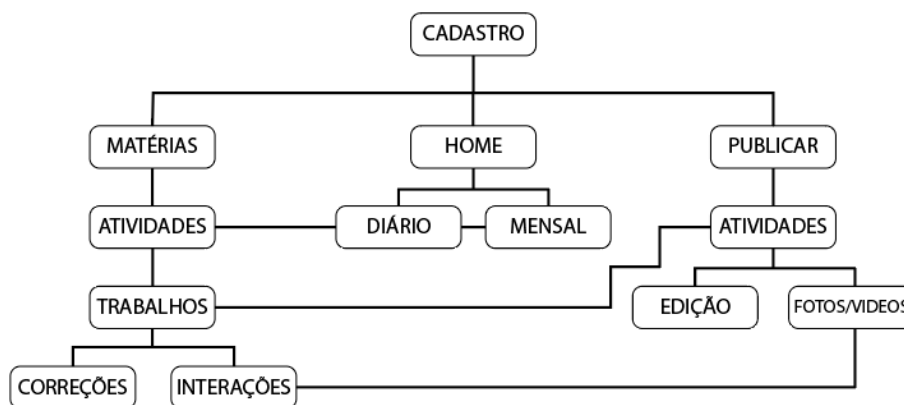 CADASTRO
MATÉRIAS
HOME
PUBLICAR
ATIVIDADES
DIÁRIO
MENSAL
ATIVIDADES
TRABALHOS
EDIÇÃO
FOTOS/VIDEOS
CORREÇÕES
INTERAÇÕES